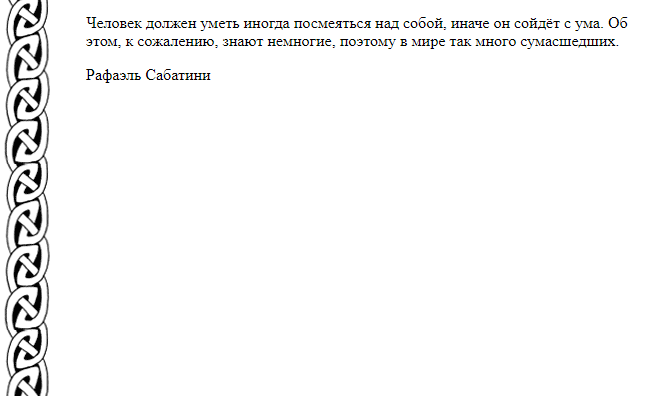 Человек должен уметь иногда посмеяться над собой, иначе он сойдёт с ума. Об
этом, к сожалению, знают немногие, поэтому в мире так много сумасшедших.
Рафаэль Сабатини